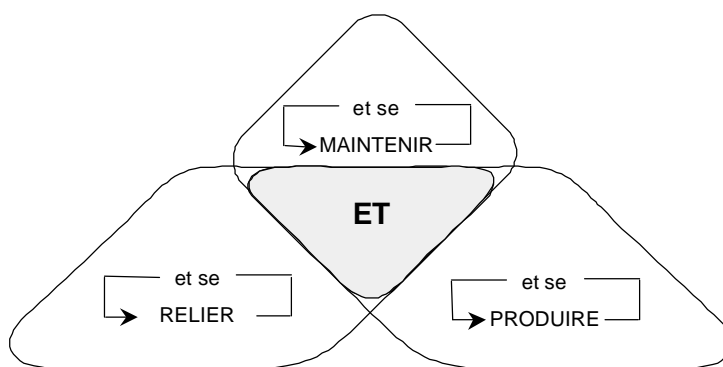 et se
MAINTENIR
ET
et se
RELIER
et se
PRODUIRE